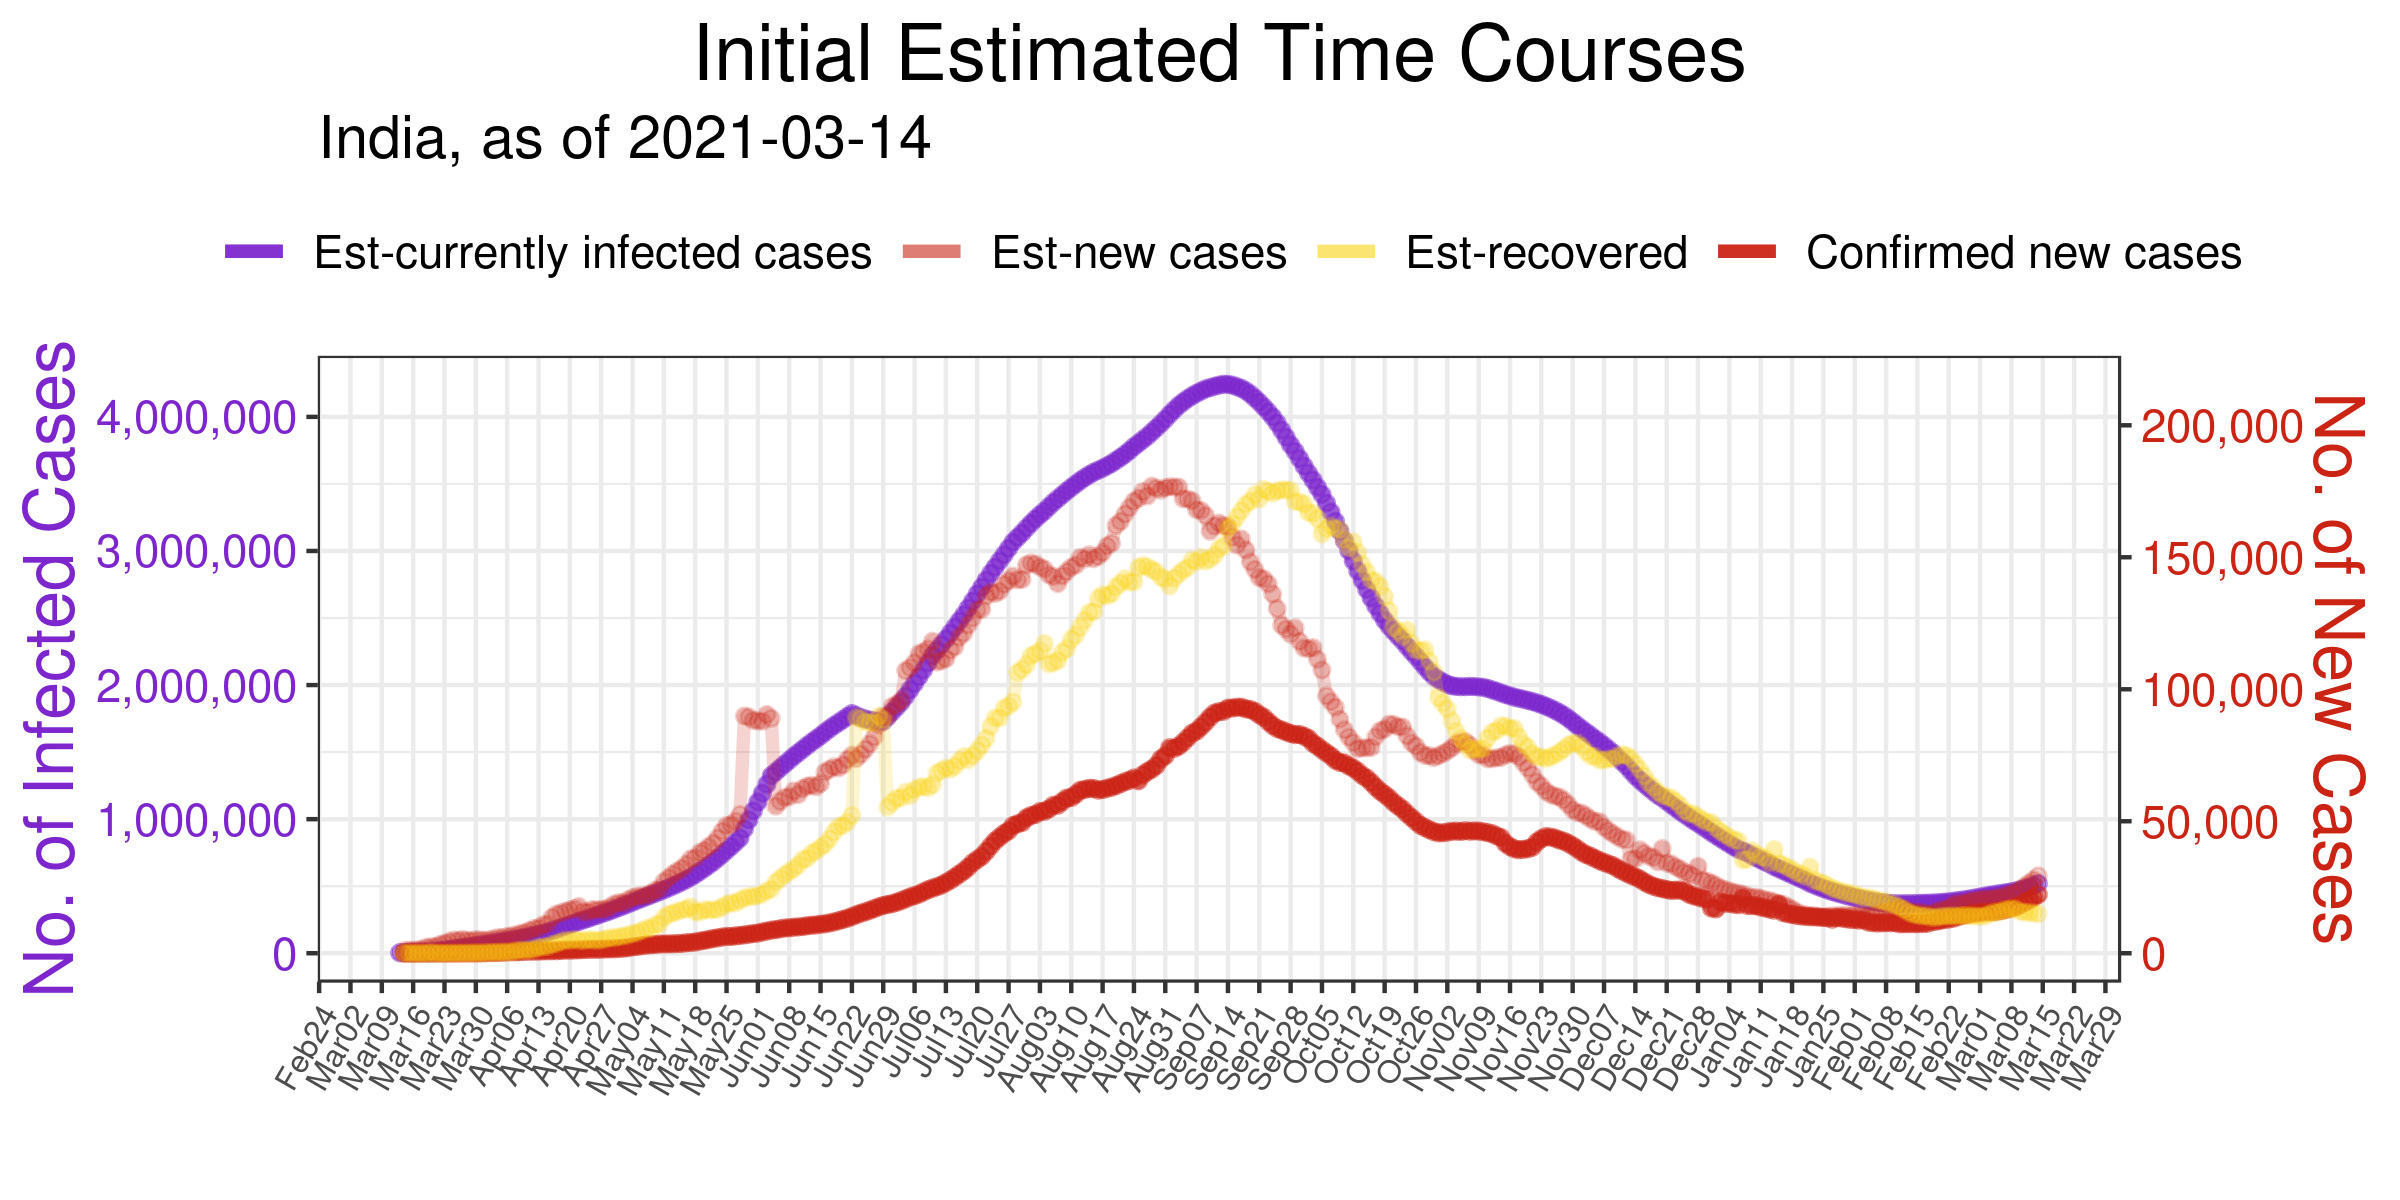 Initial Estimated Time Courses
India, as of 2021-03-14
Est-currently infected cases
Est-new cases
Est-recovered
Confirmed new cases
No. of Infected Cases
4,000,000
3,000,000
2,000,000
1,000,000
0
200,000
150,000
100,000
50,000
0
No. of New Cases
Feb24
Mar02
Mar09
Mar16
Mar23
Mar30
Apr06
Apr13
Apr20
Apr27
May04
May11
May18
May25
Jun01
Jun08
Jun15
Jun22
Jun29
Jul06
Jul13
Jul20
Jul27
Aug03
Aug10
Aug17
Aug24
Aug31
Sep07
Sep14
Sep21
Sep28
Oct05
Oct12
Oct19
Oct26
Nov02
Nov09
Nov16
Nov23
Nov30
Dec07
Dec14
Dec21
Dec28
Jan04
Jan11
Jan18
Jan25
Feb01
Feb08
Feb15
Feb22
Mar01
Mar08
Mar15
Mar22
Mar29